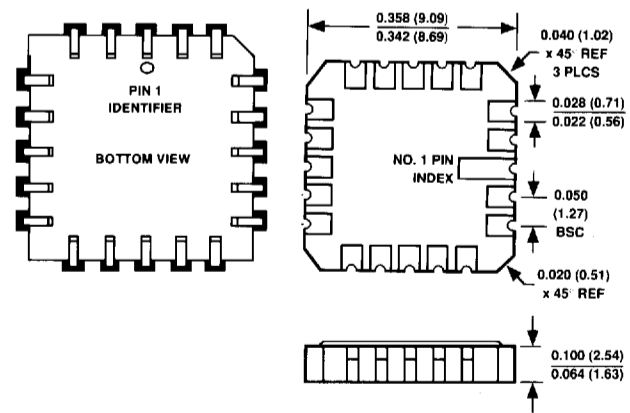 PIN 1
IDENTIFIER
BOTTOM VIEW
0.358 (9.09)
0.342 (8.69)
0.040 (1.02)
x 45° REF
3 PLCS
0.028 (0.71)
0.022 (0.56)
NO. 1 PIN
INDEX
0.050
(1.27)
BSC
0.020 (0.51)
x 45° REF
0.100 (2.54)
0.064 (1.63)